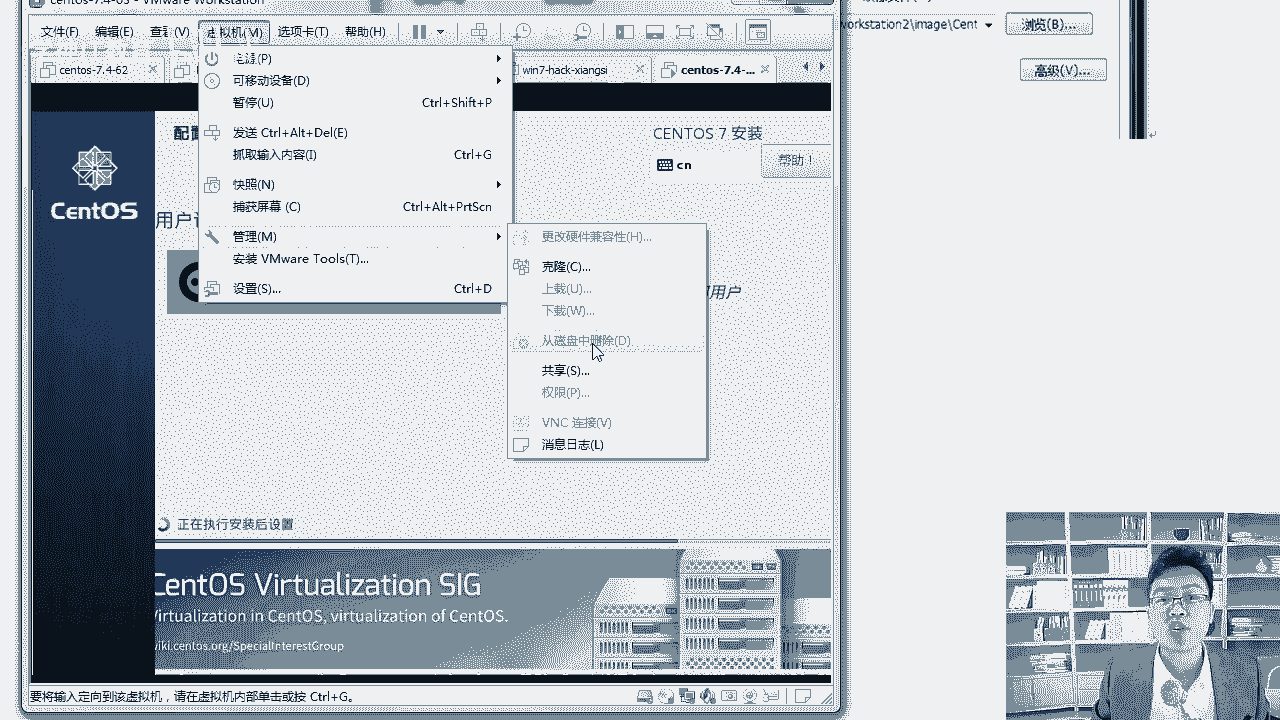 centos-7.4-03 - VMware Workstation
文件(F) 编辑(E) 查看(V) 虚拟机(M) 选项卡(T) 帮助(H)
centos-7.4-62
win7-hack-xiangsi
centos-7.4-...
电源(P)
可移动设备(D)
暂停(U) Ctrl+Shift+P
发送 Ctrl+Alt+Del(E)
抓取输入内容(I) Ctrl+G
快照(N)
捕获屏幕 (C) Ctrl+Alt+PrtScn
管理(M)
安装 VMware Tools(T)...
设置(S)... Ctrl+D
更改硬件兼容性(H)...
克隆(C)...
上载(U)...
下载(W)...
从磁盘中删除(D)
共享(S)...
权限(P)...
VNC 连接(V)
消息日志(L)
CentOS
配置
CENTOS 7 安装
cn
帮助！
用户
用户
正在执行安装后设置
CentOS Virtualization SIG
Virtualization in CentOS, virtualization of CentOS.
wiki.centos.org/SpecialInterestGroup
要将输入定向到该虚拟机，请在虚拟机内部单击或按 Ctrl+G。
workstation2\image\Cent
浏览(B)...
高级(V)...